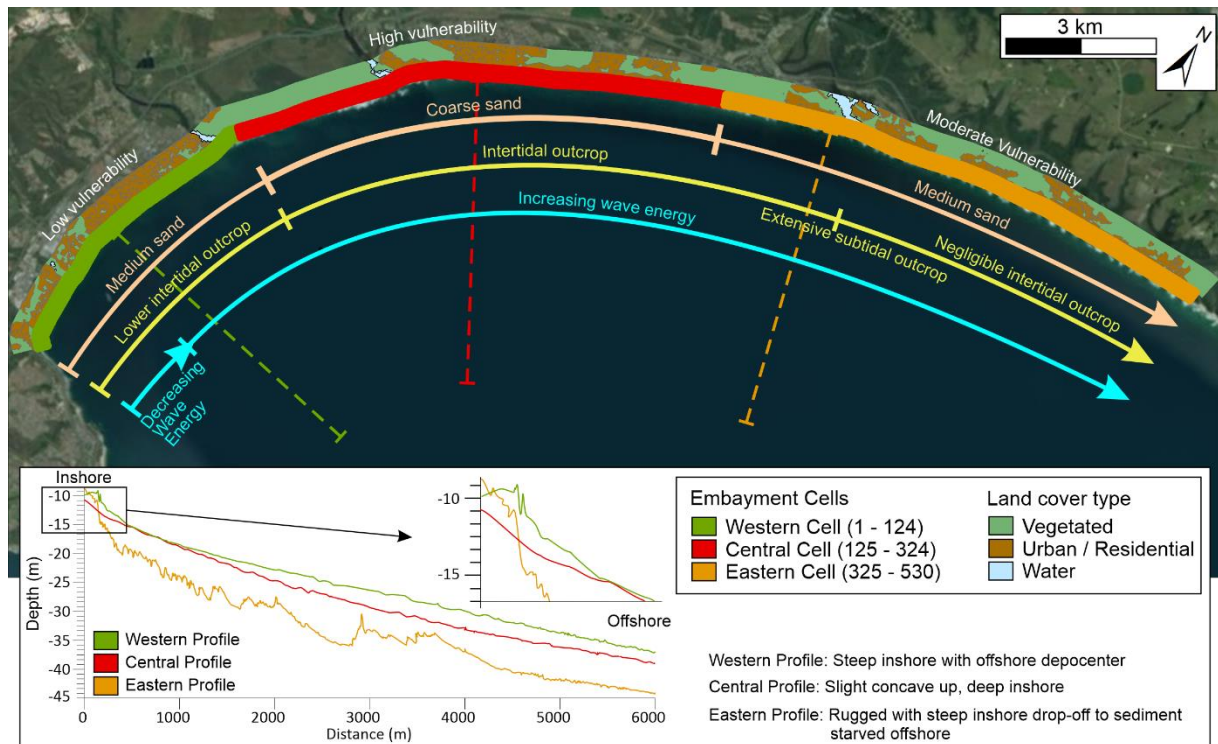 3 km
N
High vulnerability
Low vulnerability
Moderate Vulnerability
Coarse sand
Medium sand
Medium sand
Intertidal outcrop
Lower intertidal outcrop
Extensive subtidal outcrop
Negligible intertidal outcrop
Increasing wave energy
Decreasing
Wave
Energy
Inshore
-10
-15
-20
-25
-30
-35
-40
-45
Depth (m)
0
1000
2000
3000
4000
5000
6000
Distance (m)
Western Profile
Central Profile
Eastern Profile
-10
-15
Offshore
Embayment Cells
Western Cell (1 - 124)
Central Cell (125 - 324)
Eastern Cell (325 - 530)
Land cover type
Vegetated
Urban / Residential
Water
Western Profile: Steep inshore with offshore depocenter
Central Profile: Slight concave up, deep inshore
Eastern Profile: Rugged with steep inshore drop-off to sediment
starved offshore